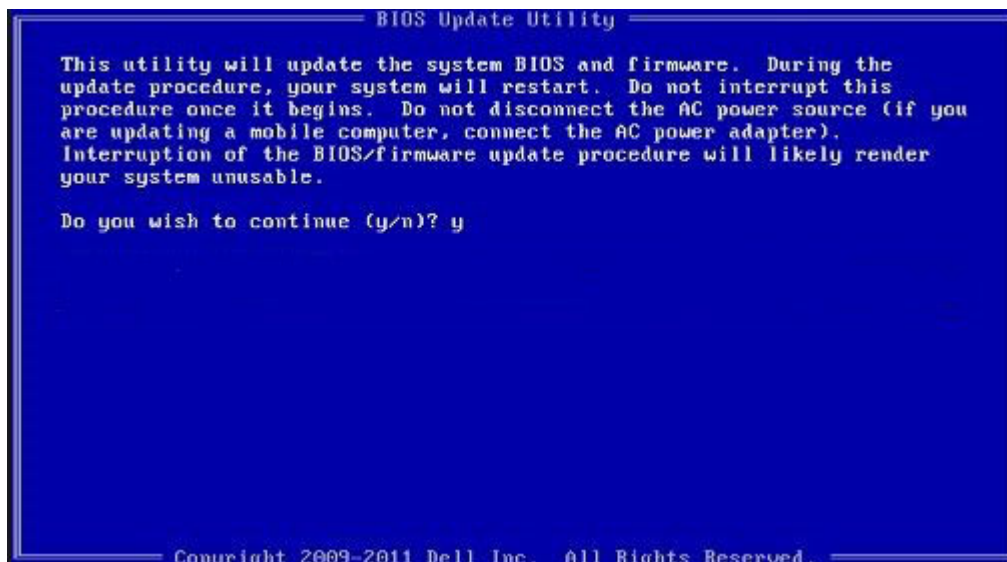 BIOS Update Utility
This utility will update the system BIOS and firmware. During the
update procedure, your system will restart. Do not interrupt this
procedure once it begins. Do not disconnect the AC power source (if you
are updating a mobile computer, connect the AC power adapter).
Interruption of the BIOS/firmware update procedure will likely render
your system unusable.
Do you wish to continue (y/n)? y
Copyright 2009-2011 Dell Inc. All Rights Reserved.